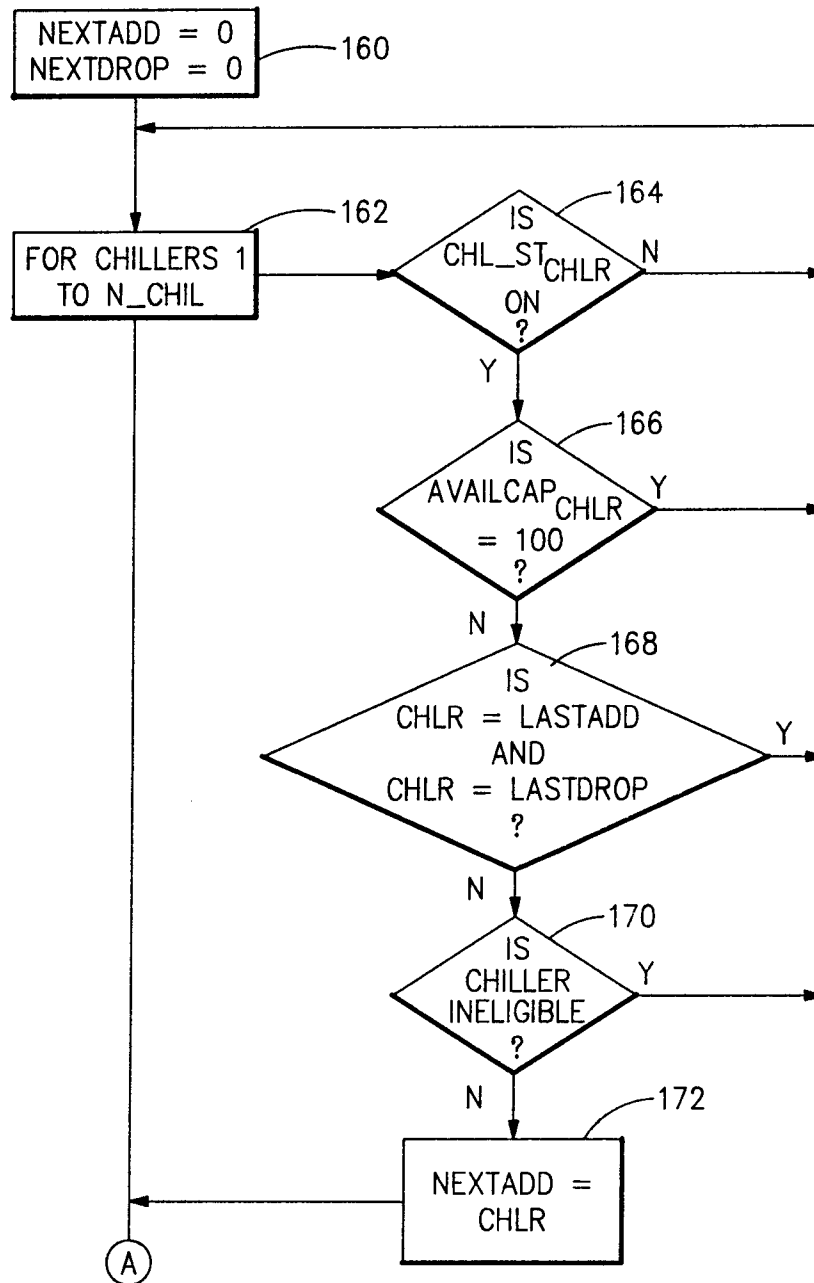 NEXTADD = 0
NEXTDROP = 0
160
162
FOR CHILLERS 1
TO N_CHIL
164
IS
CHL_ST CHLR
ON
?
N
Y
166
IS
AVAILCAP CHLR
= 100
?
Y
N
168
IS
CHLR = LASTADD
AND
CHLR = LASTDROP
?
Y
N
170
IS
CHILLER
INELIGIBLE
?
Y
N
172
NEXTADD =
CHLR
A